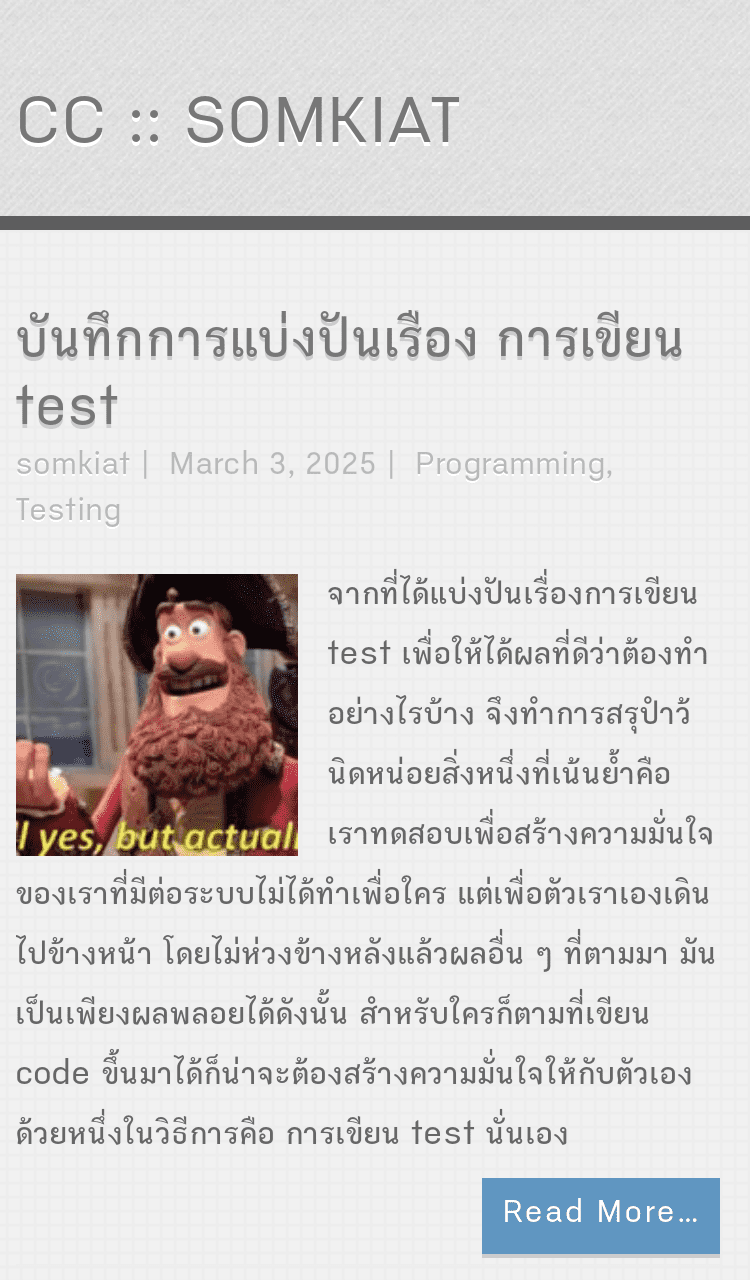 CC :: SOMKIAT
บันทึกการแบ่งปันเรือง การเขียน
test
somkiat | March 3, 2025 | Programming,
Testing
จากที่ได้แบ่งปันเรื่องการเขียน
test เพื่อให้ได้ผลที่ดีว่าต้องทำ
อย่างไรบ้าง จึงทำการสรุปำว้
นิดหน่อยสิ่งหนึ่งที่เน้นย้ำคือ
เราทดสอบเพื่อสร้างความมั่นใจ
l yes, but actuall
ของเราที่มีต่อระบบไม่ได้ทำเพื่อใคร แต่เพื่อตัวเราเองเดิน
ไปข้างหน้า โดยไม่ห่วงข้างหลังแล้วผลอื่น ๆ ที่ตามมา มัน
เป็นเพียงผลพลอยได้ดังนั้น สำหรับใครก็ตามที่เขียน
code ขึ้นมาได้ก็น่าจะต้องสร้างความมั่นใจให้กับตัวเอง
ด้วยหนึ่งในวิธีการคือ การเขียน test นั่นเอง
Read More…